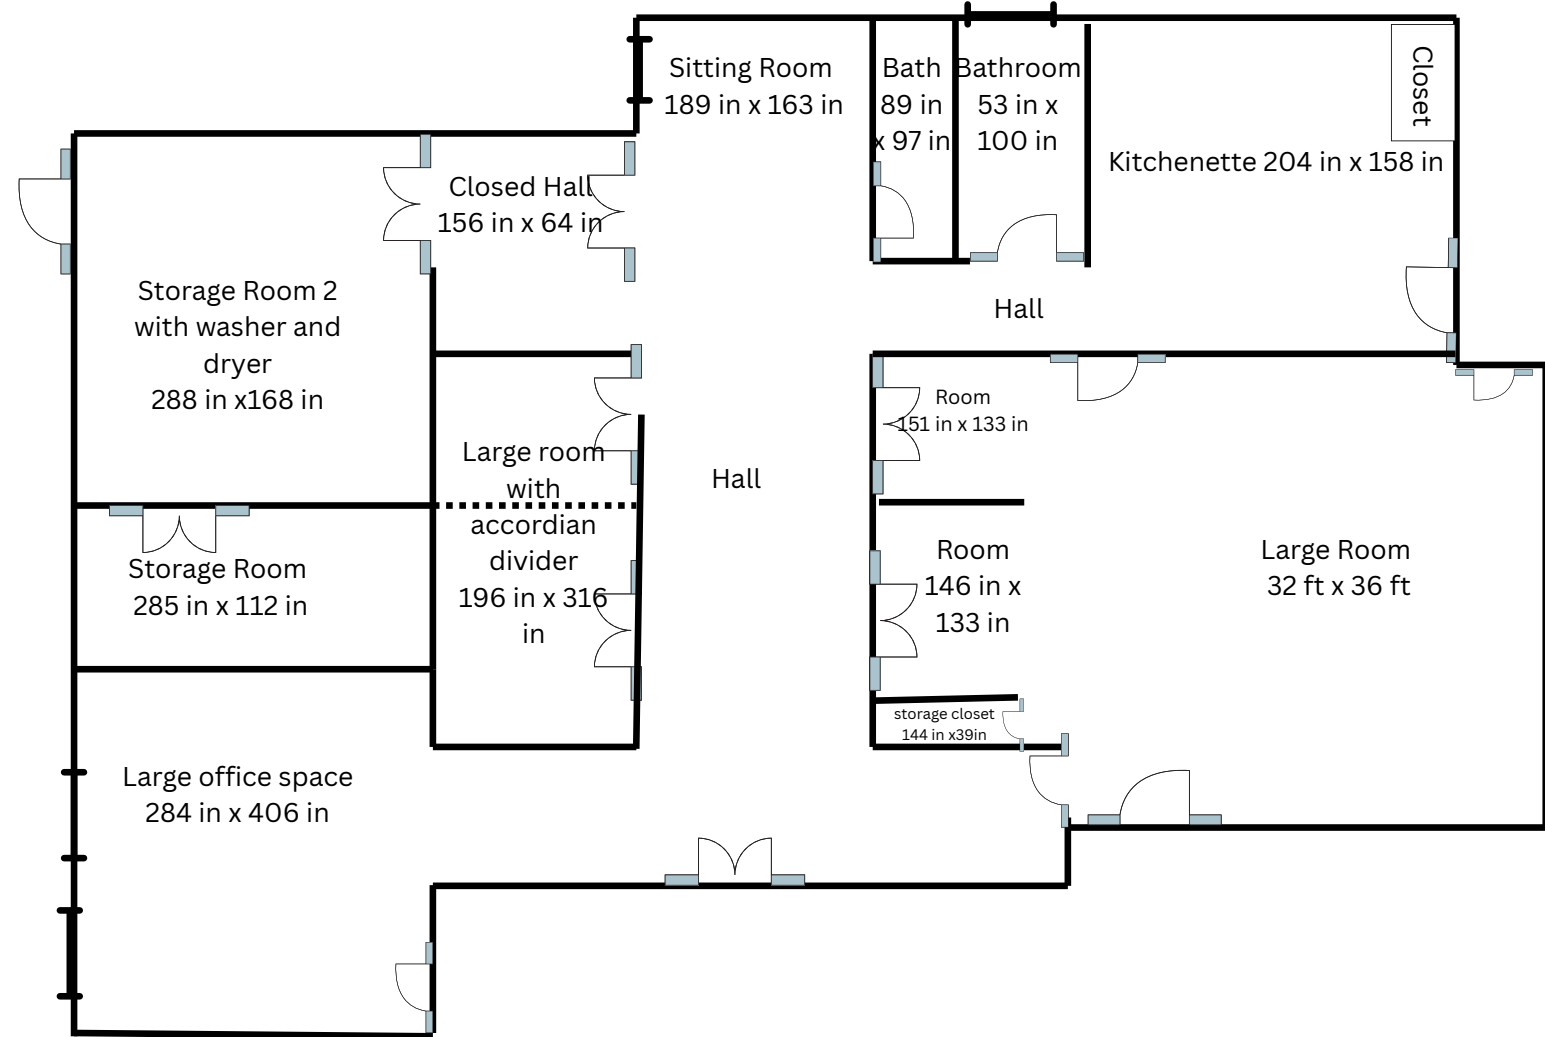 Sitting Room
189 in x 163 in
Bath
89 in
x 97 in
Bathroom
53 in x
100 in
Closet
Kitchenette 204 in x 158 in
Closed Hall
156 in x 64 in
Storage Room 2
with washer and
dryer
288 in x168 in
Hall
Room
151 in x 133 in
Large room
with
accordian
divider
196 in x 316
in
Hall
Storage Room
285 in x 112 in
Room
146 in x
133 in
Large Room
32 ft x 36 ft
storage closet
144 in x39in
Large office space
284 in x 406 in